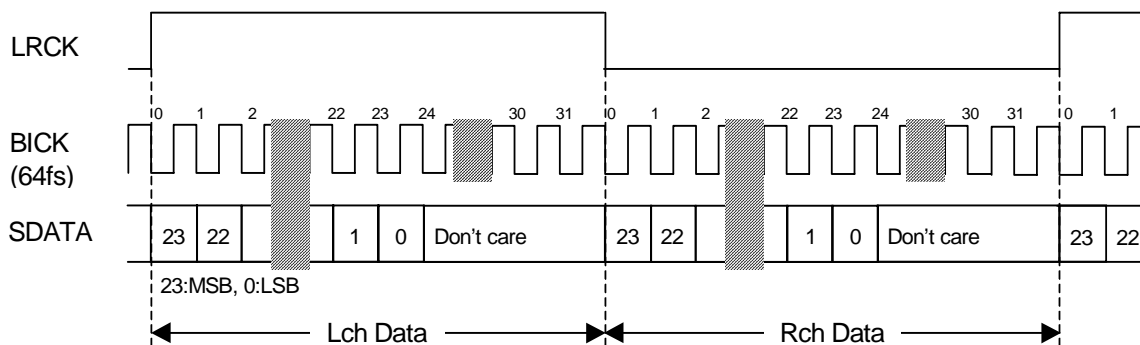 LRCK
0 1 2 22 23 24 30 31 0 1 2 22 23 24 30 31 0 1
BICK
(64fs)
SDATA 23 22 1 0 Don't care 23 22 1 0 Don't care 23 22
23:MSB, 0:LSB
Lch Data Rch Data